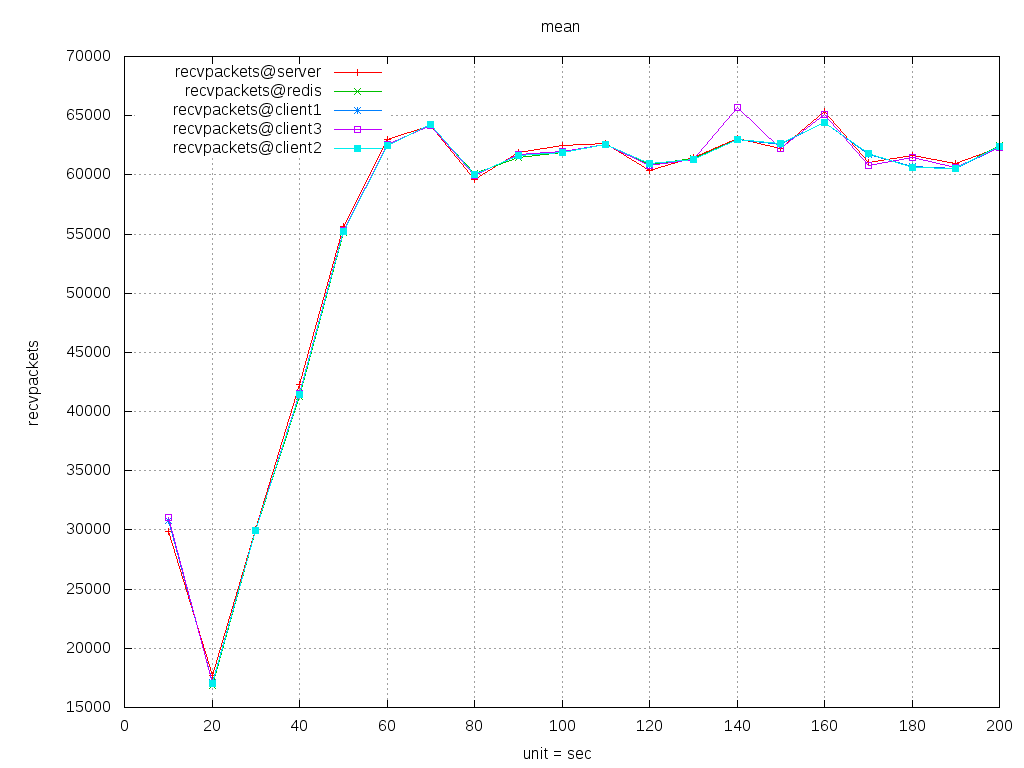 mean
70000
65000
60000
55000
50000
45000
40000
35000
30000
25000
20000
15000
recvpackets
recvpackets@server
recvpackets@redis
recvpackets@client1
recvpackets@client3
recvpackets@client2
0 20 40 60 80 100 120 140 160 180 200
unit = sec